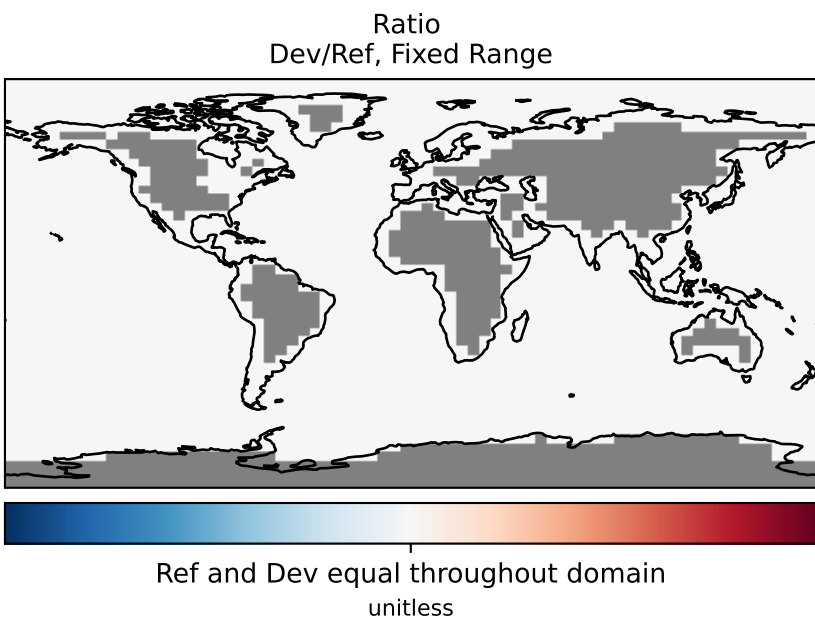 Ratio
Dev/Ref, Fixed Range
Ref and Dev equal throughout domain
unitless